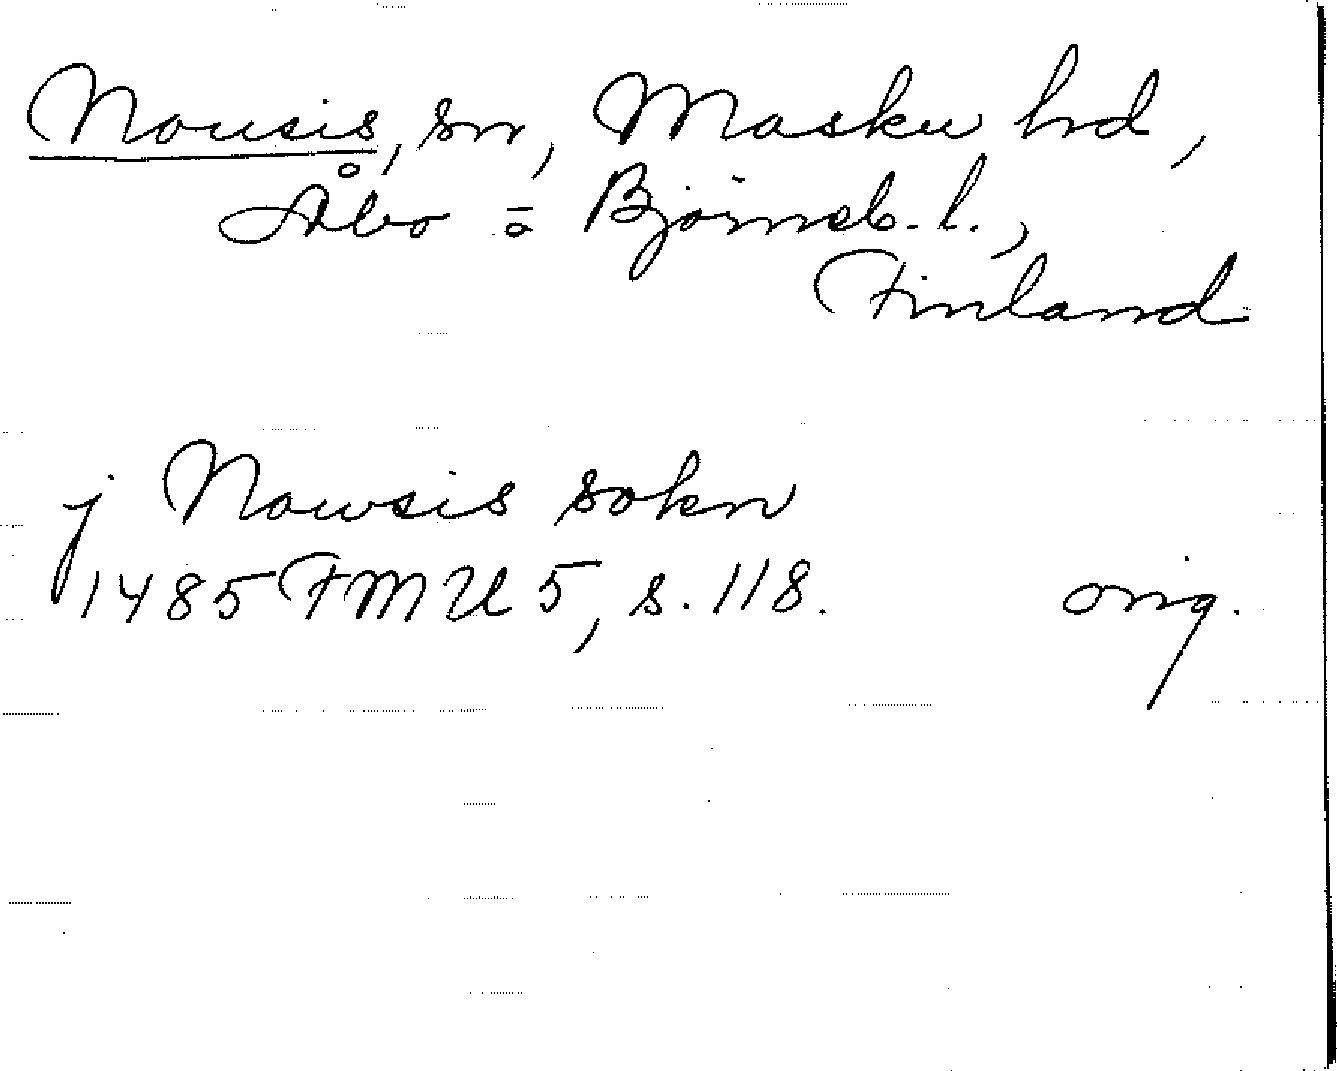 Nousis, sn, Masku hd,
Åbo o. Björneb. l.,
Finland
j Nowsis sokn
1485 FMU 5, s. 118. orig.